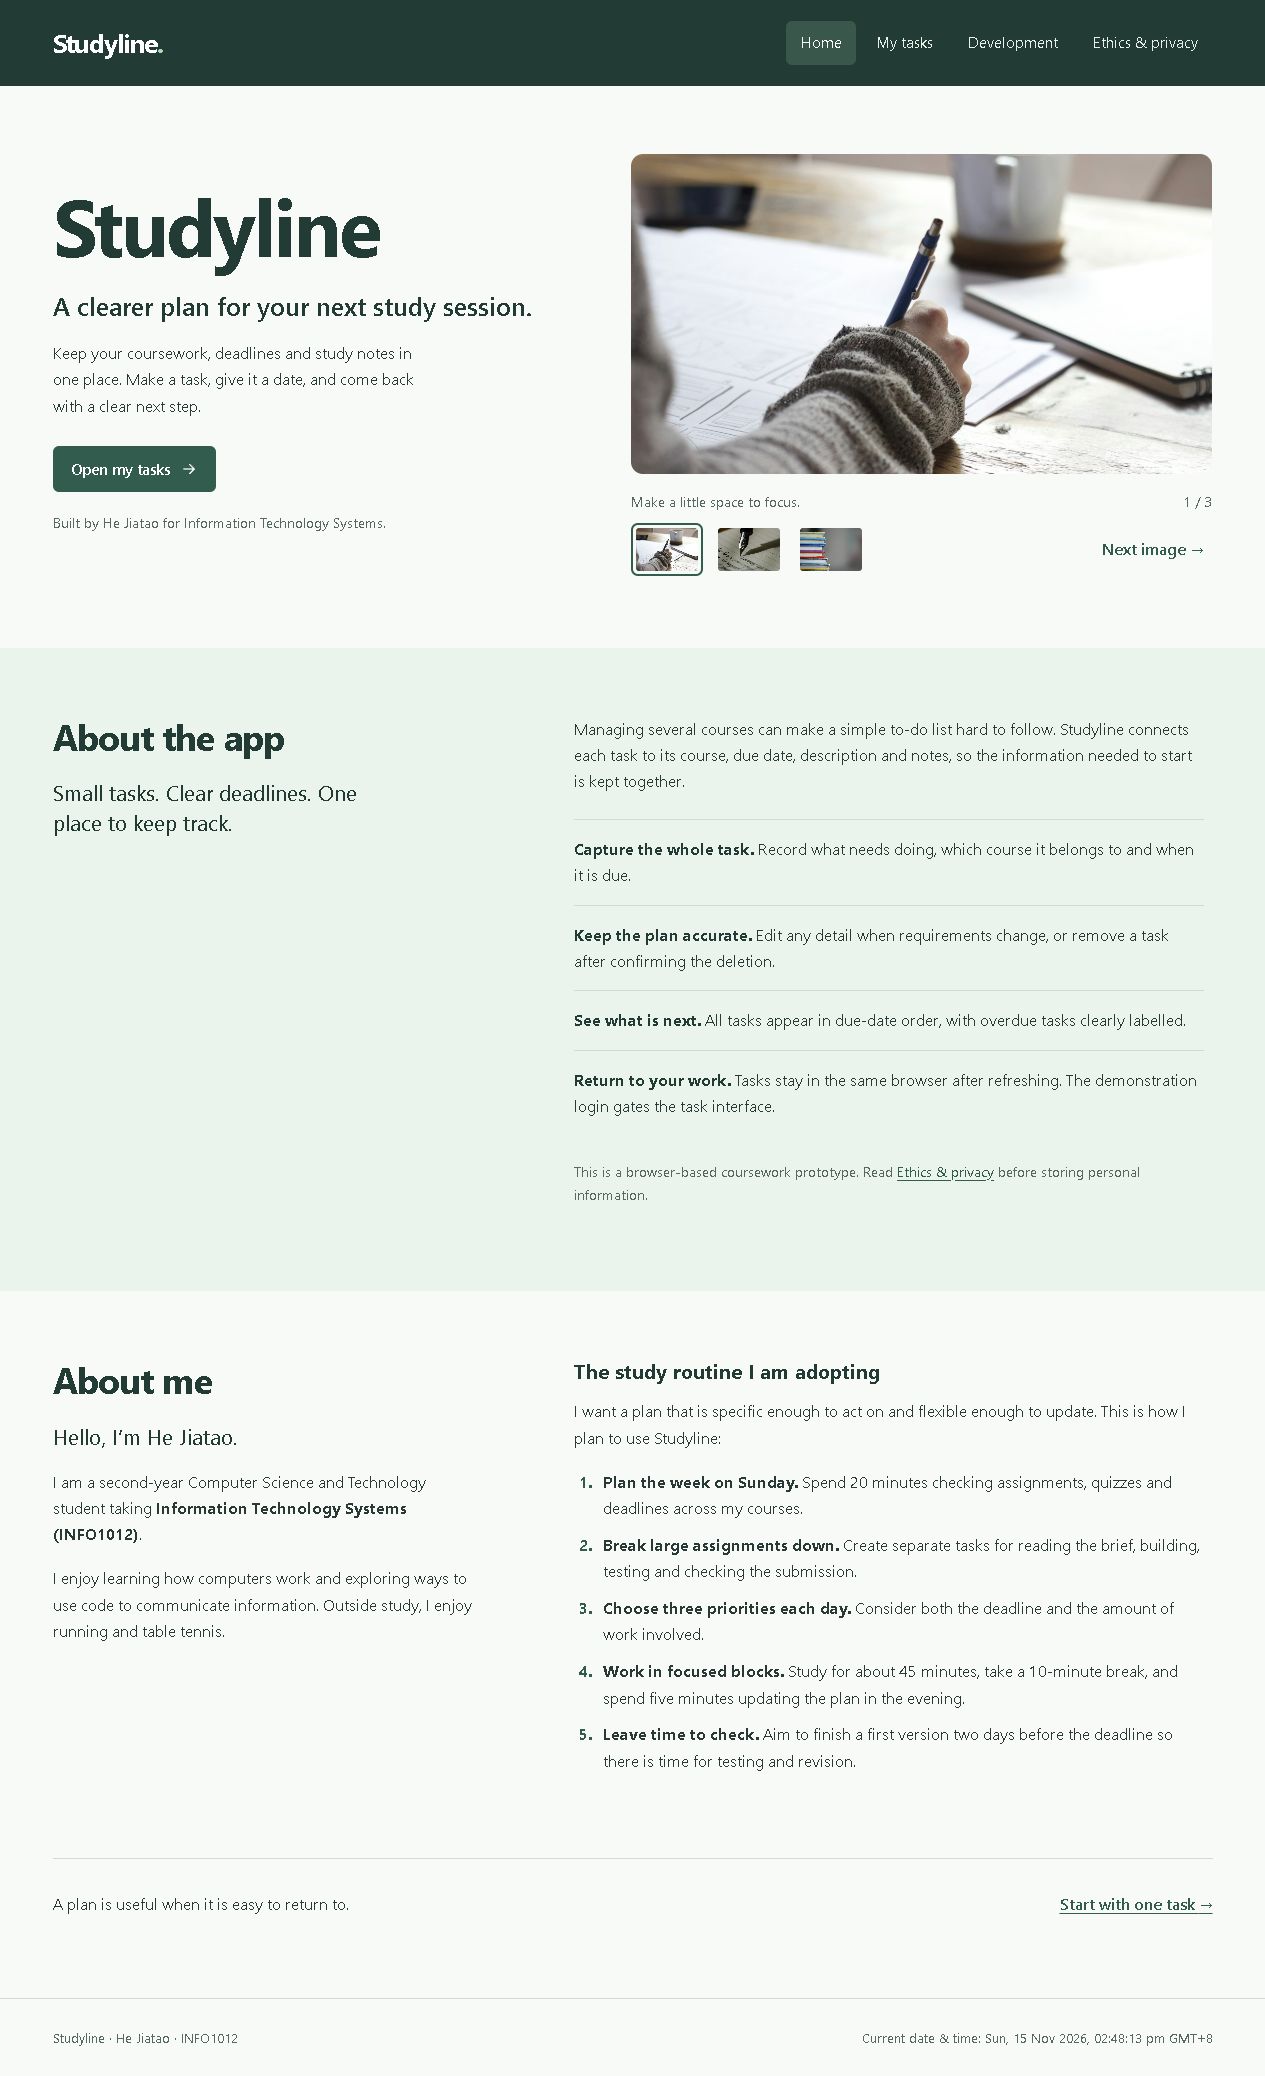 Studyline.
Home
My tasks
Development
Ethics & privacy
Studyline
A clearer plan for your next study session.
Keep your coursework, deadlines and study notes in
one place. Make a task, give it a date, and come back
with a clear next step.
Open my tasks →
Built by He Jiatao for Information Technology Systems.
Make a little space to focus.
1 / 3
Next image →
About the app
Small tasks. Clear deadlines. One
place to keep track.
Managing several courses can make a simple to-do list hard to follow. Studyline connects
each task to its course, due date, description and notes, so the information needed to start
is kept together.
Capture the whole task. Record what needs doing, which course it belongs to and when
it is due.
Keep the plan accurate. Edit any detail when requirements change, or remove a task
after confirming the deletion.
See what is next. All tasks appear in due-date order, with overdue tasks clearly labelled.
Return to your work. Tasks stay in the same browser after refreshing. The demonstration
login gates the task interface.
This is a browser-based coursework prototype. Read Ethics & privacy before storing personal
information.
About me
Hello, I’m He Jiatao.
I am a second-year Computer Science and Technology
student taking Information Technology Systems
(INFO1012).
I enjoy learning how computers work and exploring ways to
use code to communicate information. Outside study, I enjoy
running and table tennis.
The study routine I am adopting
I want a plan that is specific enough to act on and flexible enough to update. This is how I
plan to use Studyline:
1. Plan the week on Sunday. Spend 20 minutes checking assignments, quizzes and
deadlines across my courses.
2. Break large assignments down. Create separate tasks for reading the brief, building,
testing and checking the submission.
3. Choose three priorities each day. Consider both the deadline and the amount of
work involved.
4. Work in focused blocks. Study for about 45 minutes, take a 10-minute break, and
spend five minutes updating the plan in the evening.
5. Leave time to check. Aim to finish a first version two days before the deadline so
there is time for testing and revision.
A plan is useful when it is easy to return to.
Start with one task →
Studyline · He Jiatao · INFO1012
Current date & time: Sun, 15 Nov 2026, 02:48:13 pm GMT+8